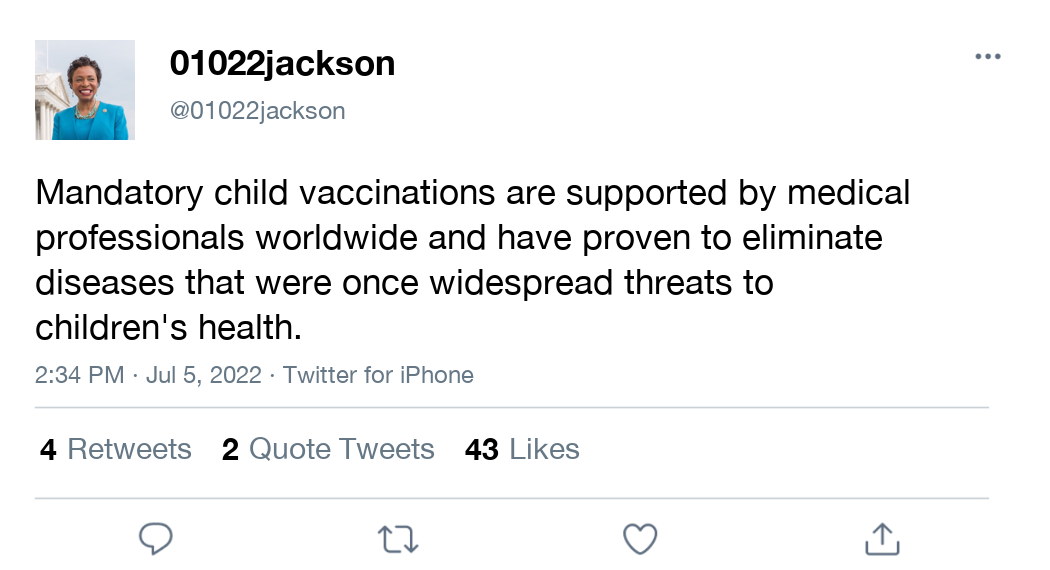 01022jackson
@01022jackson
Mandatory child vaccinations are supported by medical
professionals worldwide and have proven to eliminate
diseases that were once widespread threats to
children's health.
2:34 PM · Jul 5, 2022 · Twitter for iPhone
4 Retweets 2 Quote Tweets 43 Likes